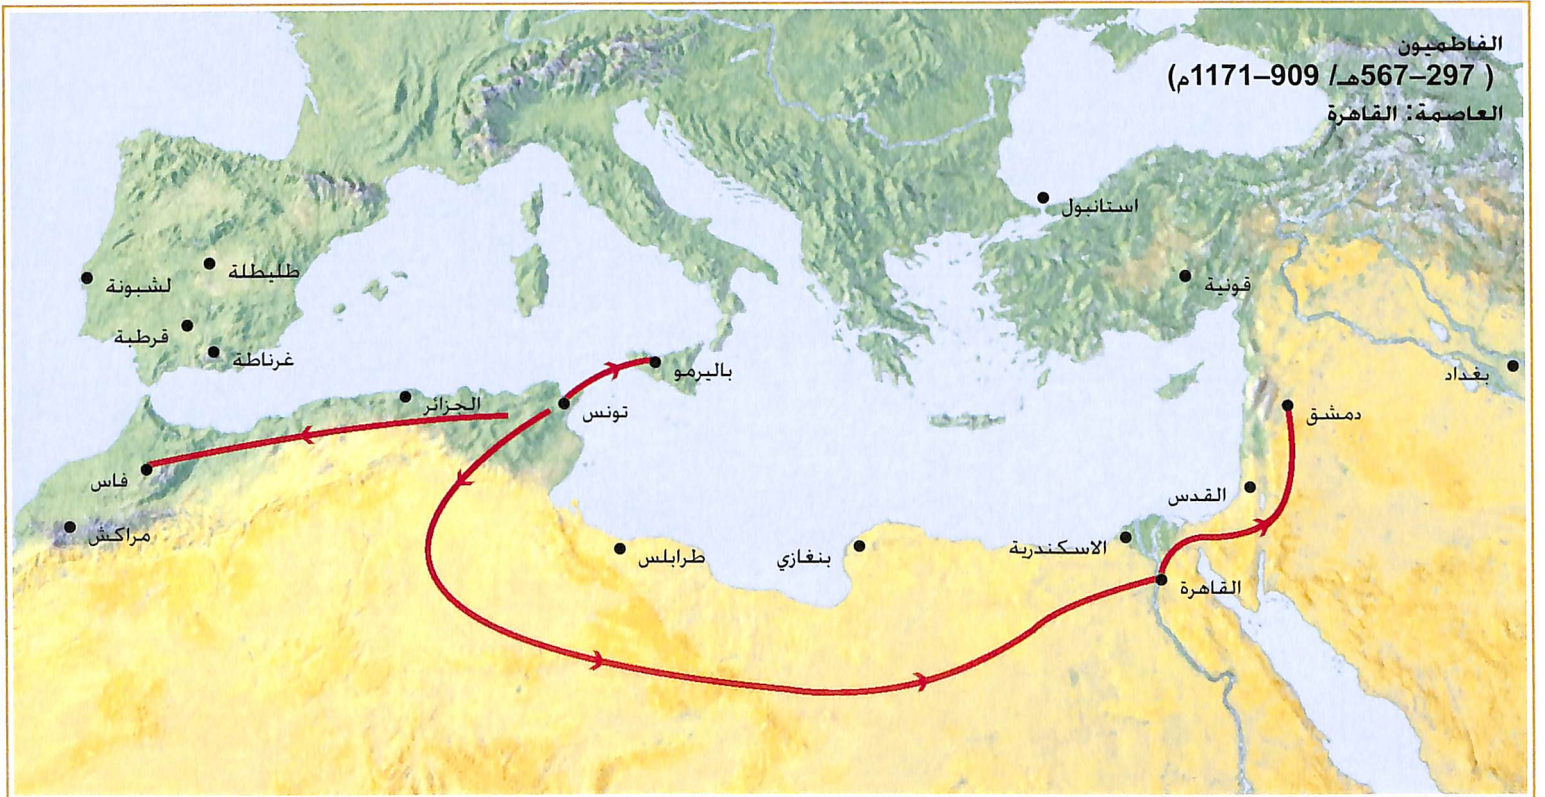 الفاطميون
( 297–567هـ/ 909–1171م)
العاصمة: القاهرة
استانبول
طليطلة
لشبونة
قونية
قرطبة
غرناطة
باليرمو
بغداد
الجزائر
تونس
دمشق
فاس
القدس
مراكش
طرابلس
بنغازي
الاسكندرية
القاهرة